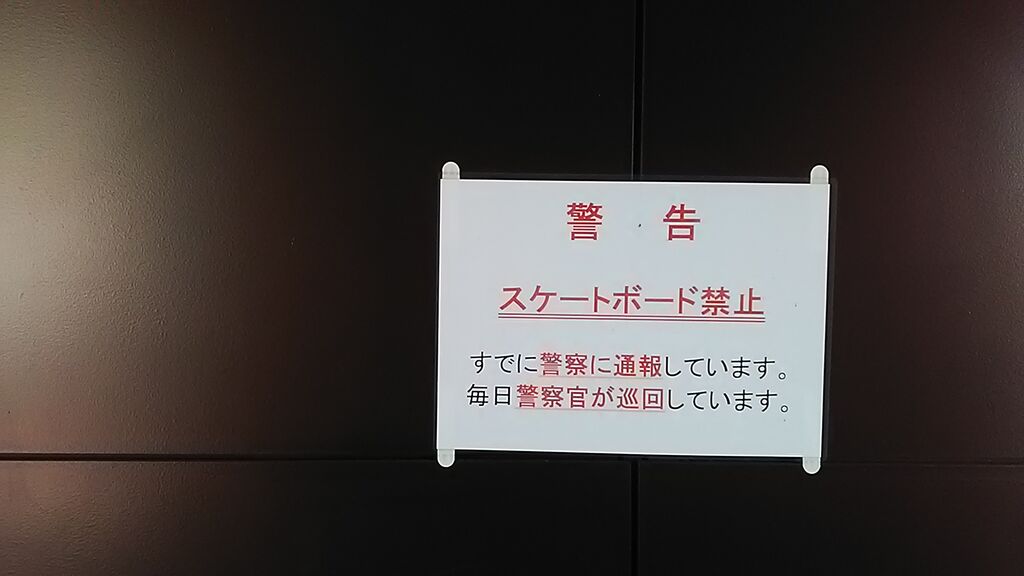 警　告
スケートボード禁止
すでに警察に通報しています。
毎日警察官が巡回しています。